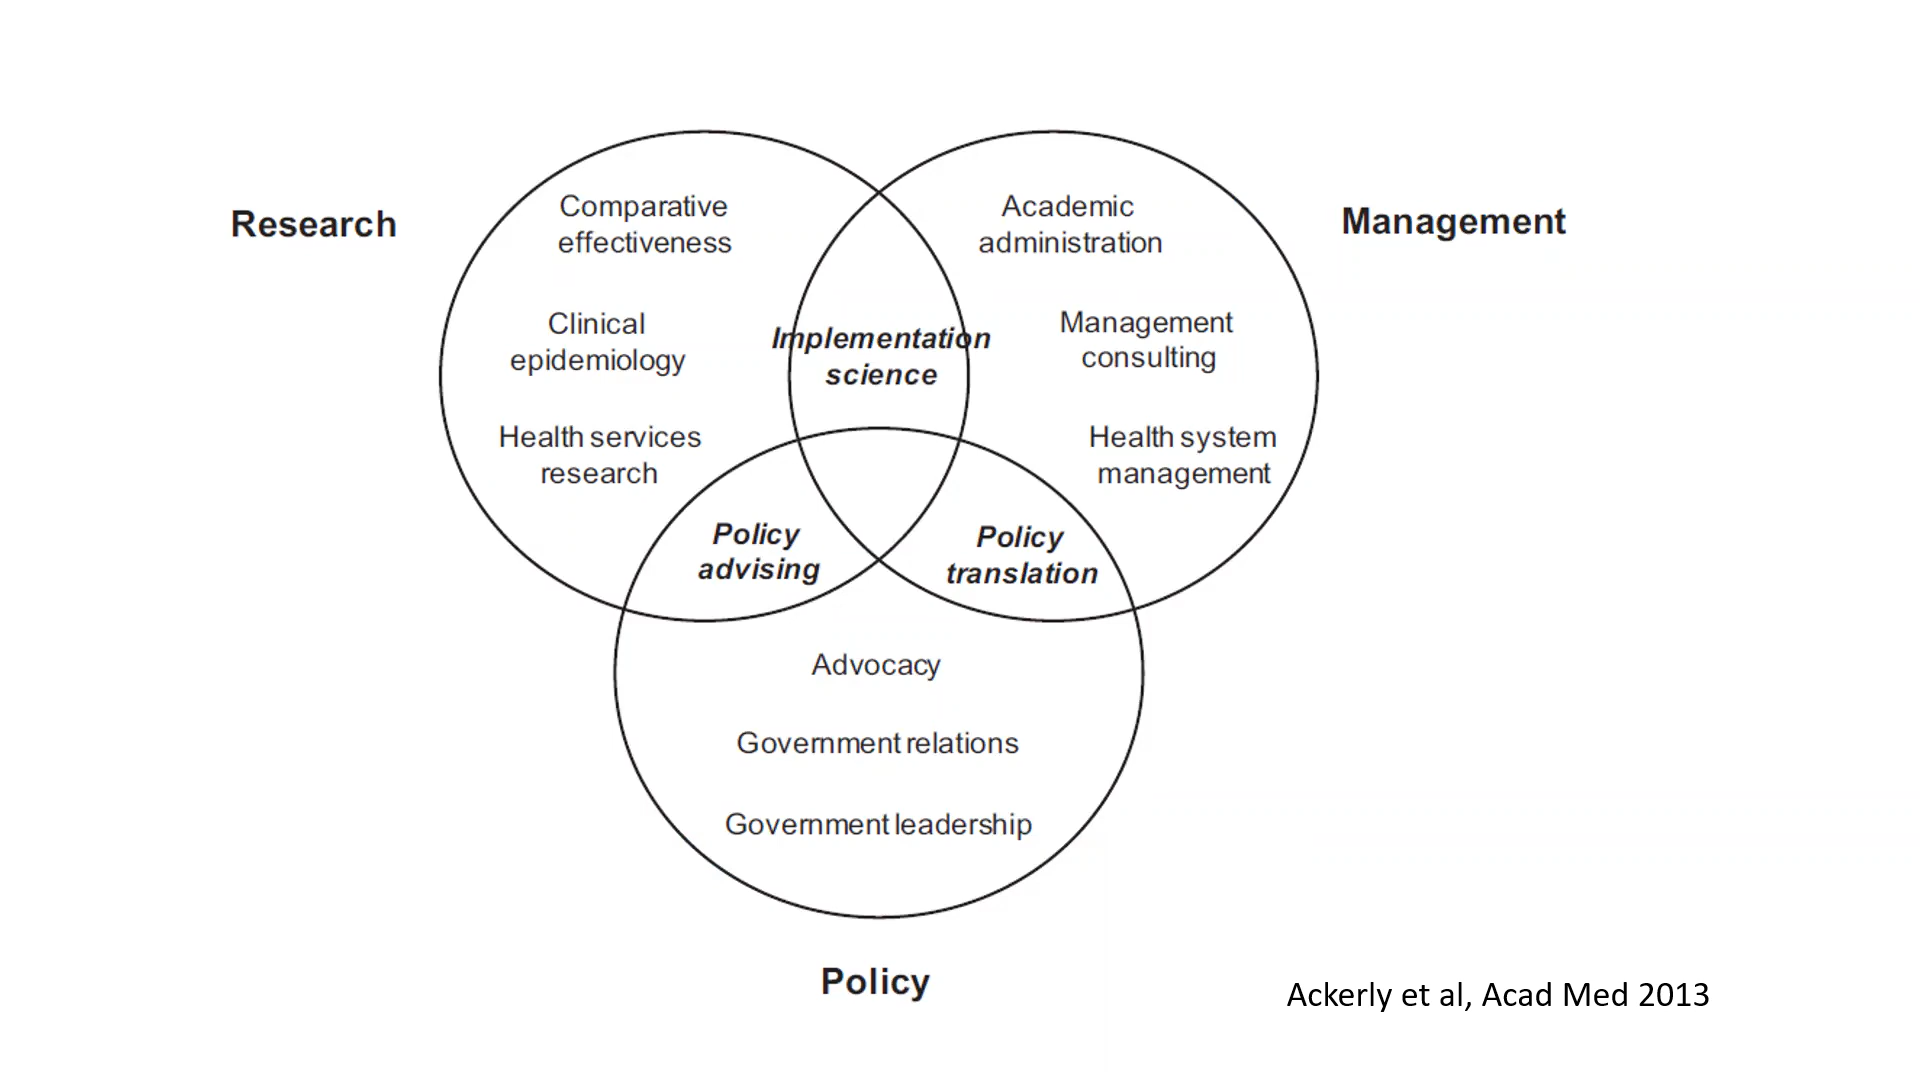 Research
Comparative
effectiveness
Clinical
epidemiology
Health services
research
Implementation
science
Academic
administration
Management
consulting
Health system
management
Management
Policy
advising
Policy
translation
Advocacy
Government relations
Government leadership
Policy
Ackerly et al, Acad Med 2013